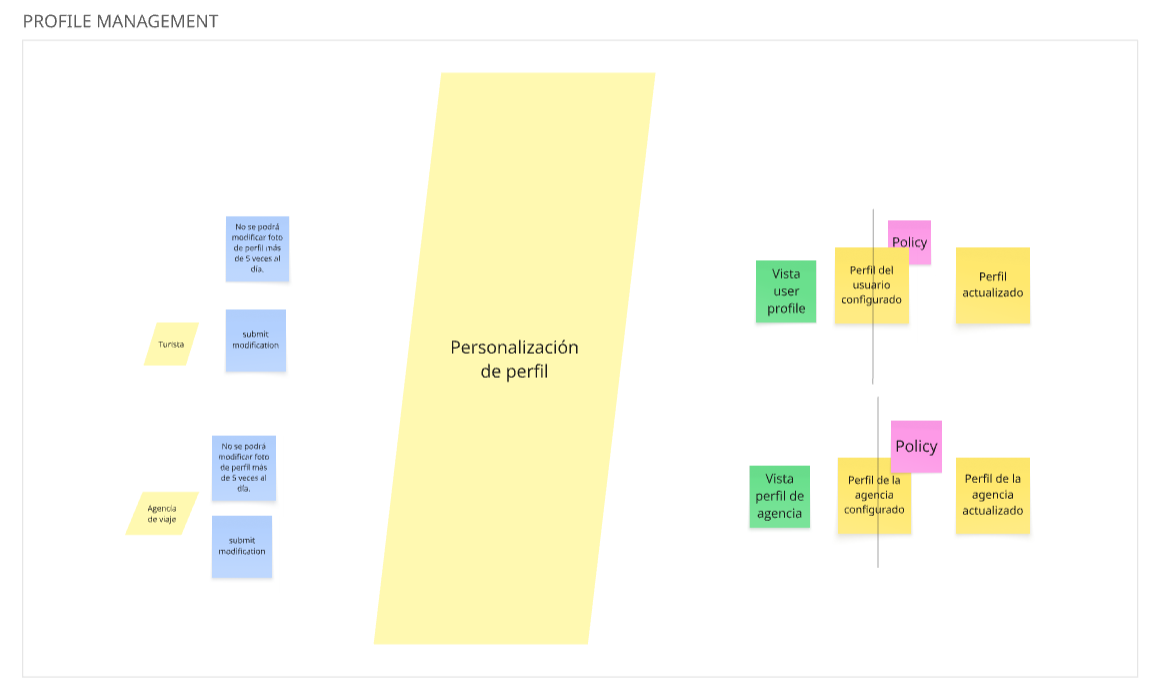 PROFILE MANAGEMENT
No se podrá
modificar foto
de perfil más
de 5 veces al
día.
submit
modification
Turista
No se podrá
modificar foto
de perfil más
de 5 veces al
día.
Agencia
de viaje
submit
modification
Personalización
de perfil
Vista
user
profile
Perfil del
usuario
configurado
Policy
Perfil
actualizado
Vista
perfil de
agencia
Perfil de la
agencia
configurado
Policy
Perfil de la
agencia
actualizado